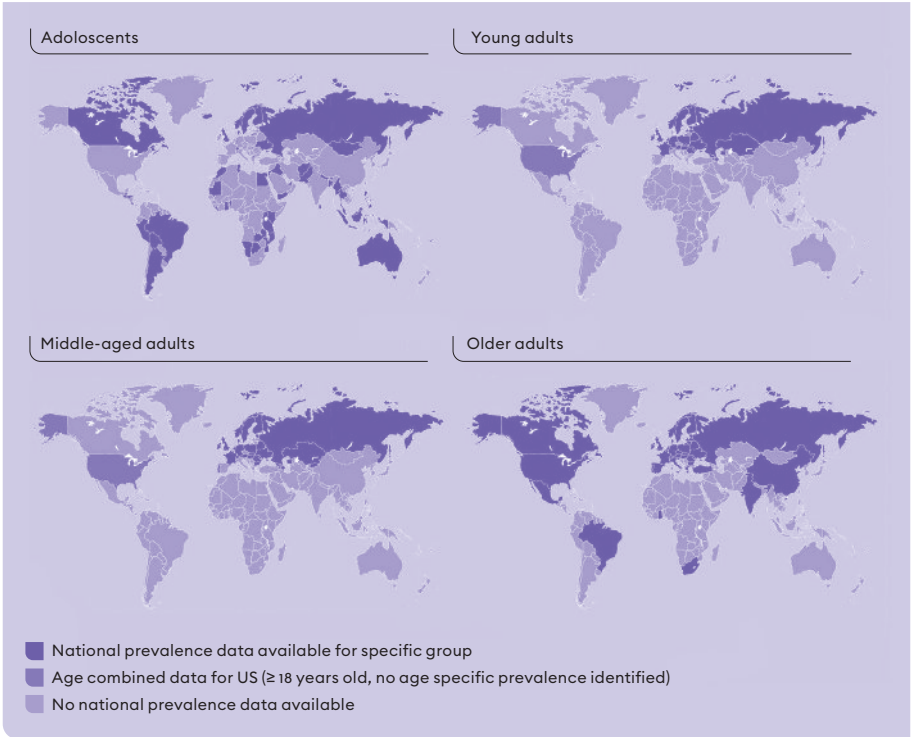 Adoloscents
Young adults
Middle-aged adults
Older adults
National prevalence data available for specific group
Age combined data for US (≥ 18 years old, no age specific prevalence identified)
No national prevalence data available